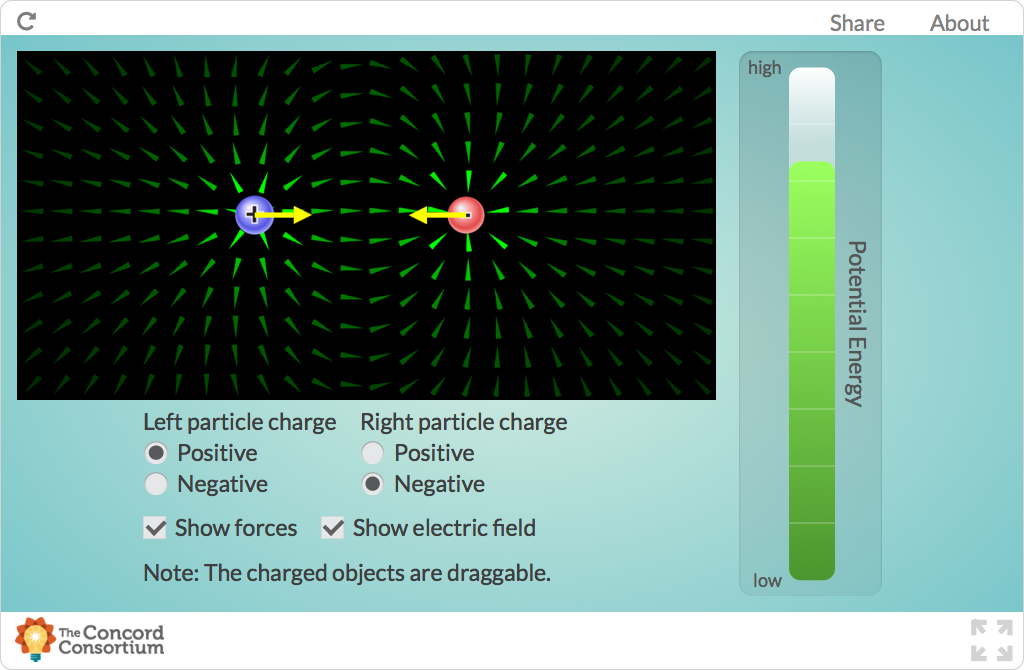 Share About
high
+
-
Potential Energy
low
Left particle charge Right particle charge
Positive Positive
Negative Negative
Show forces Show electric field
Note: The charged objects are draggable.
The Concord
Consortium